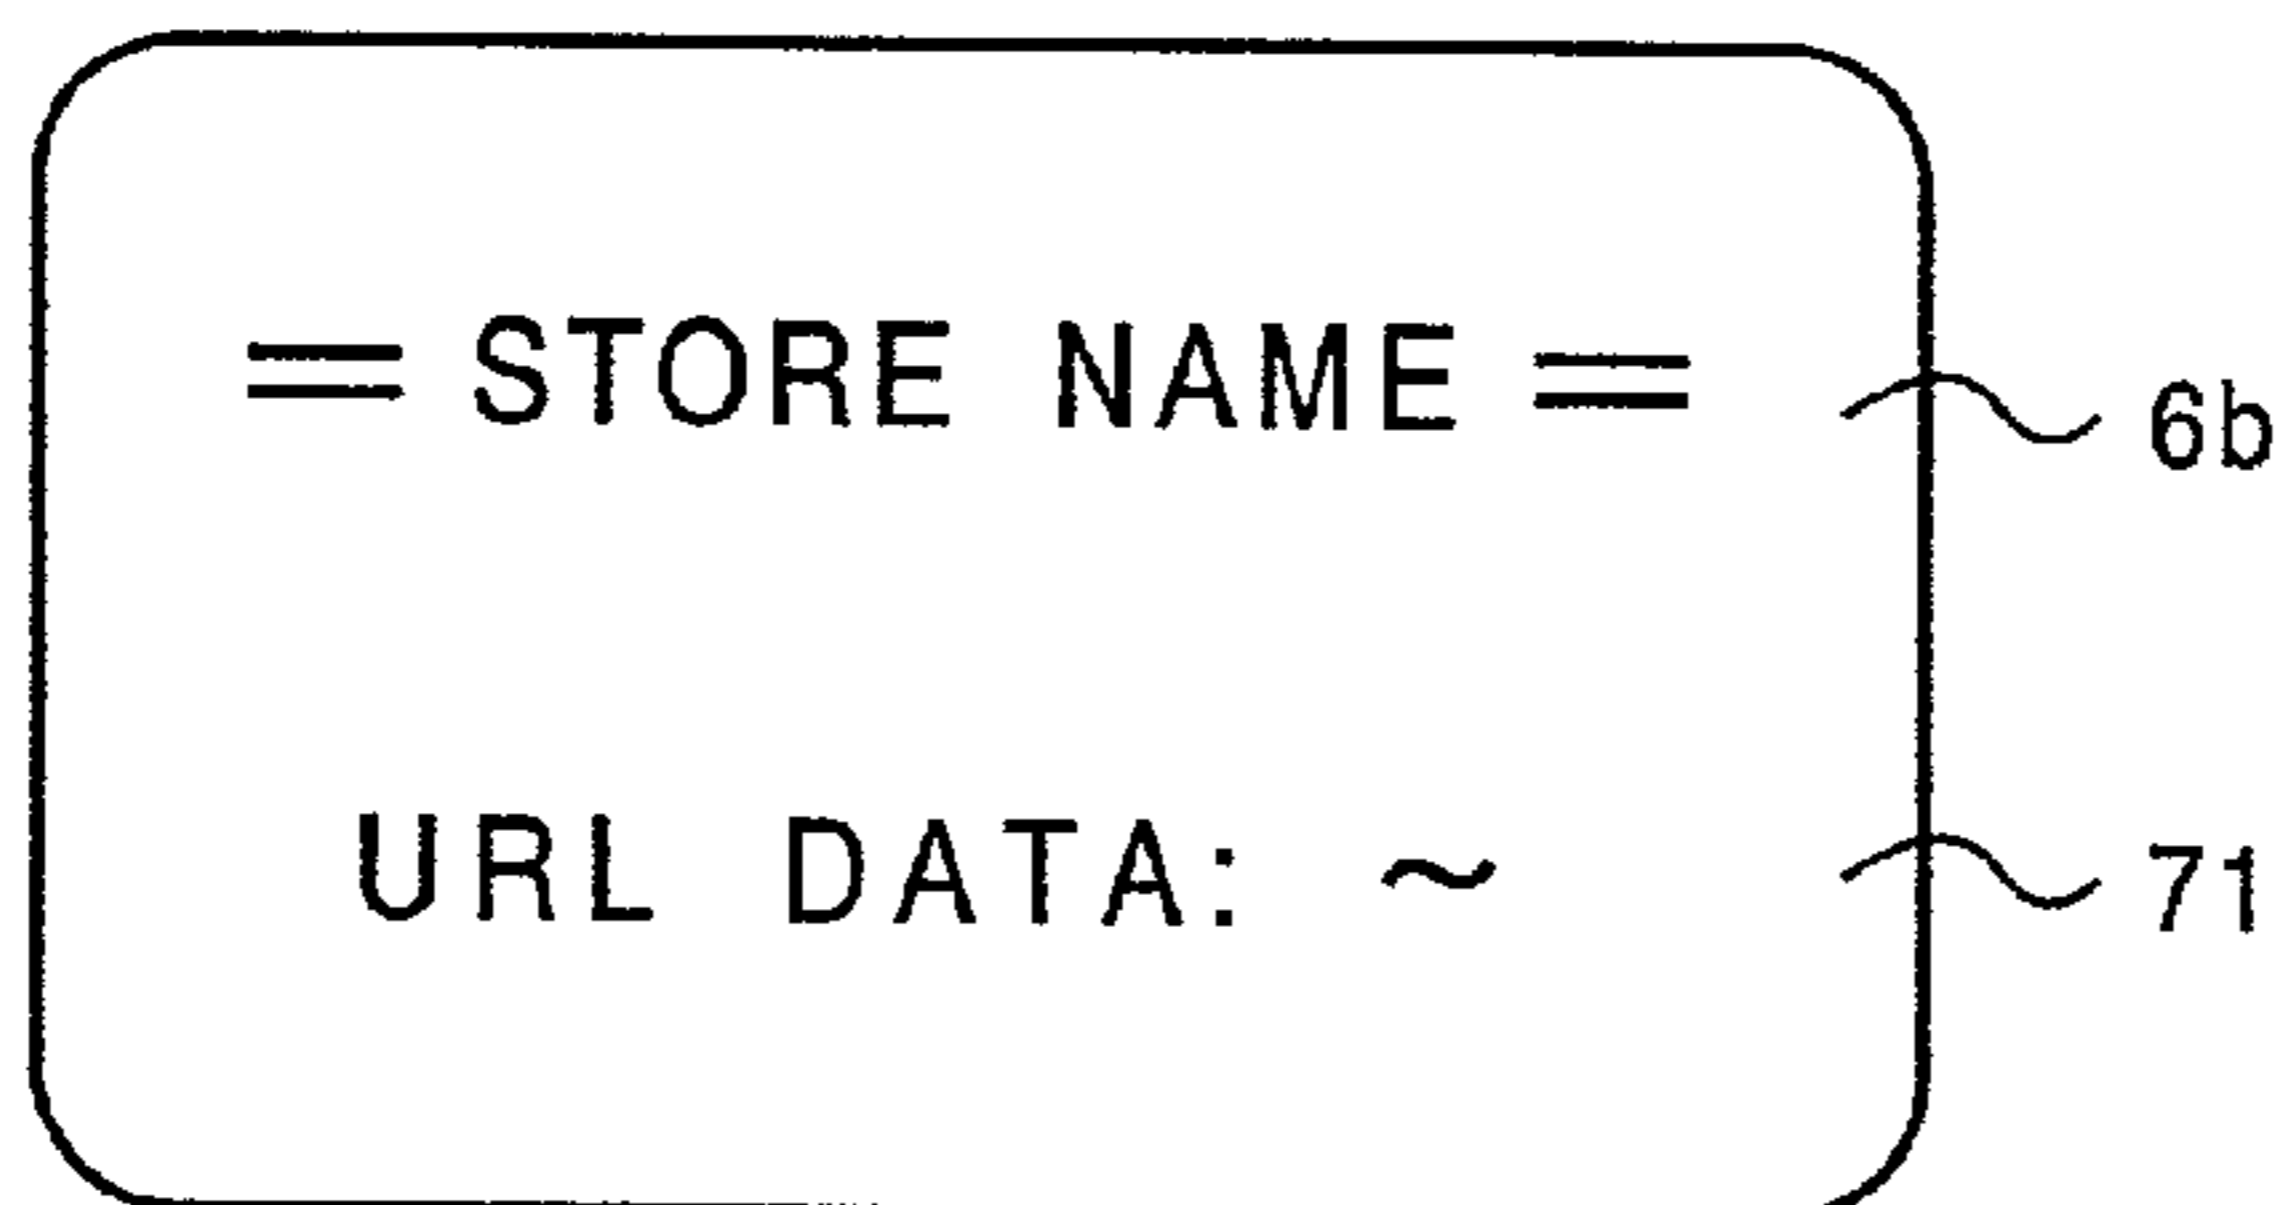 =STORE NAME= 6b
URL DATA: ~ 71